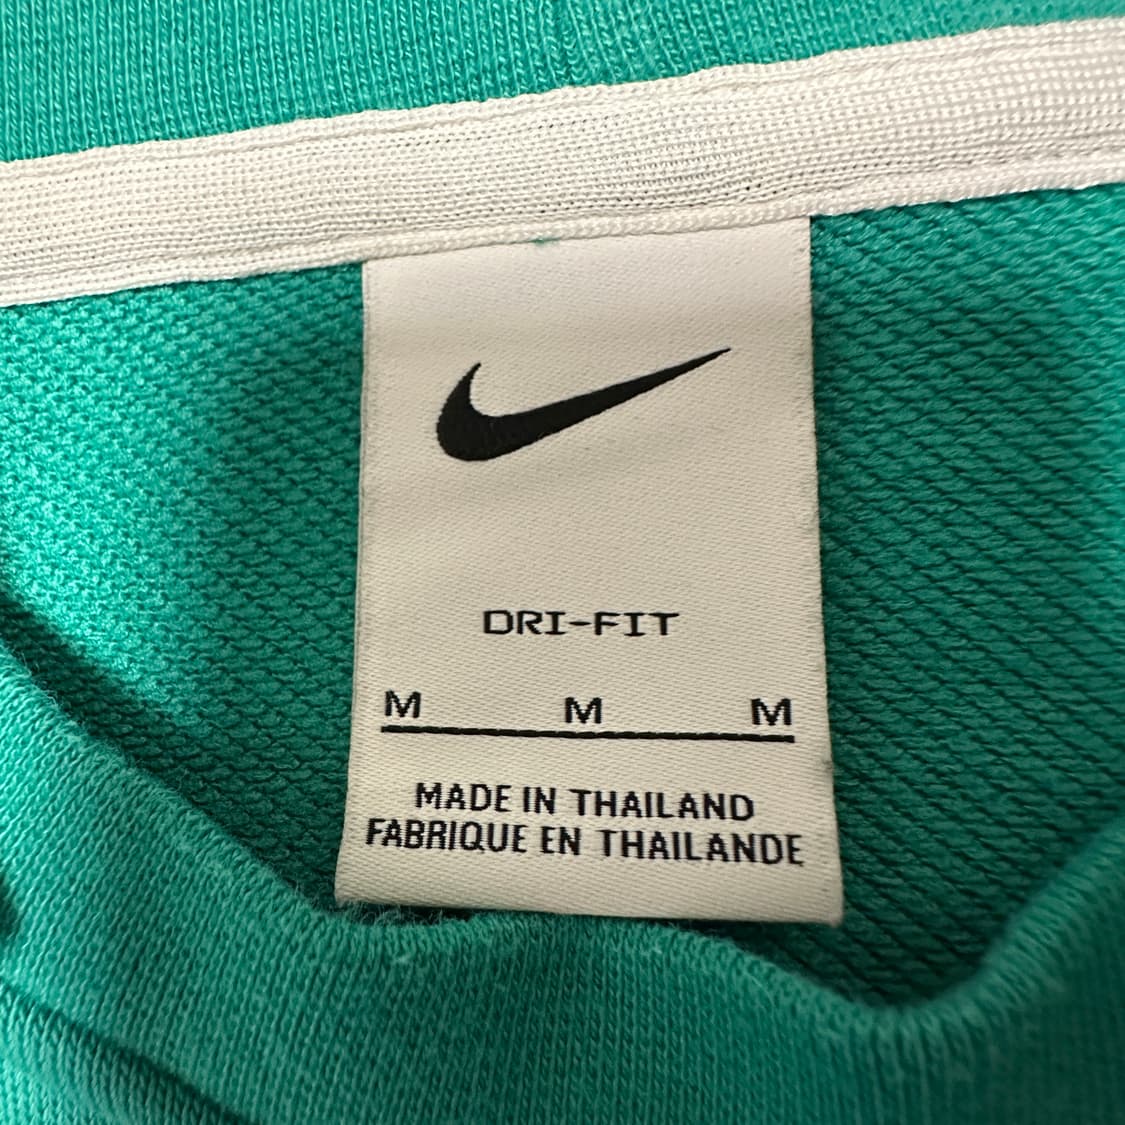 DRI-FIT
M M M
MADE IN THAILAND
FABRIQUE EN THAILANDE